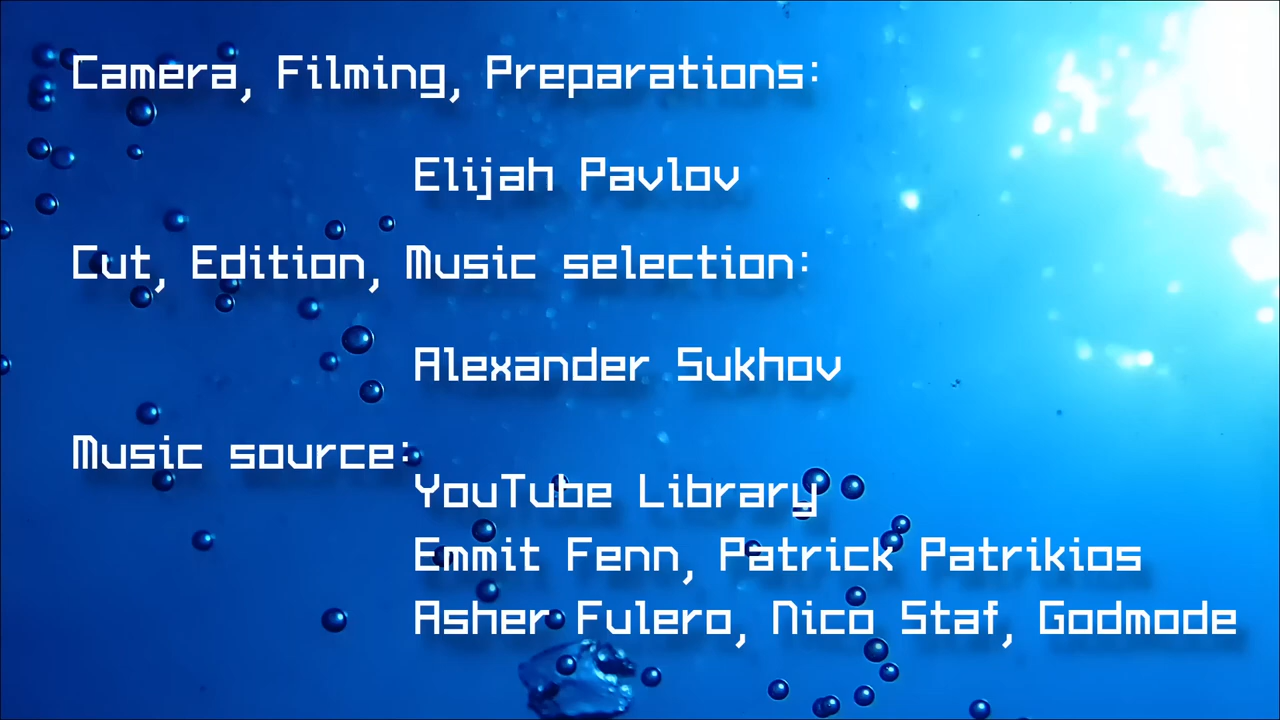 Camera, Filming, Preparations:
Elijah Pavlov
Cut, Edition, Music selection:
Alexander Sukhov
Music source:
YouTube Library
Emmit Fenn, Patrick Patrikios
Asher Fulero, Nico Staf, Godmode